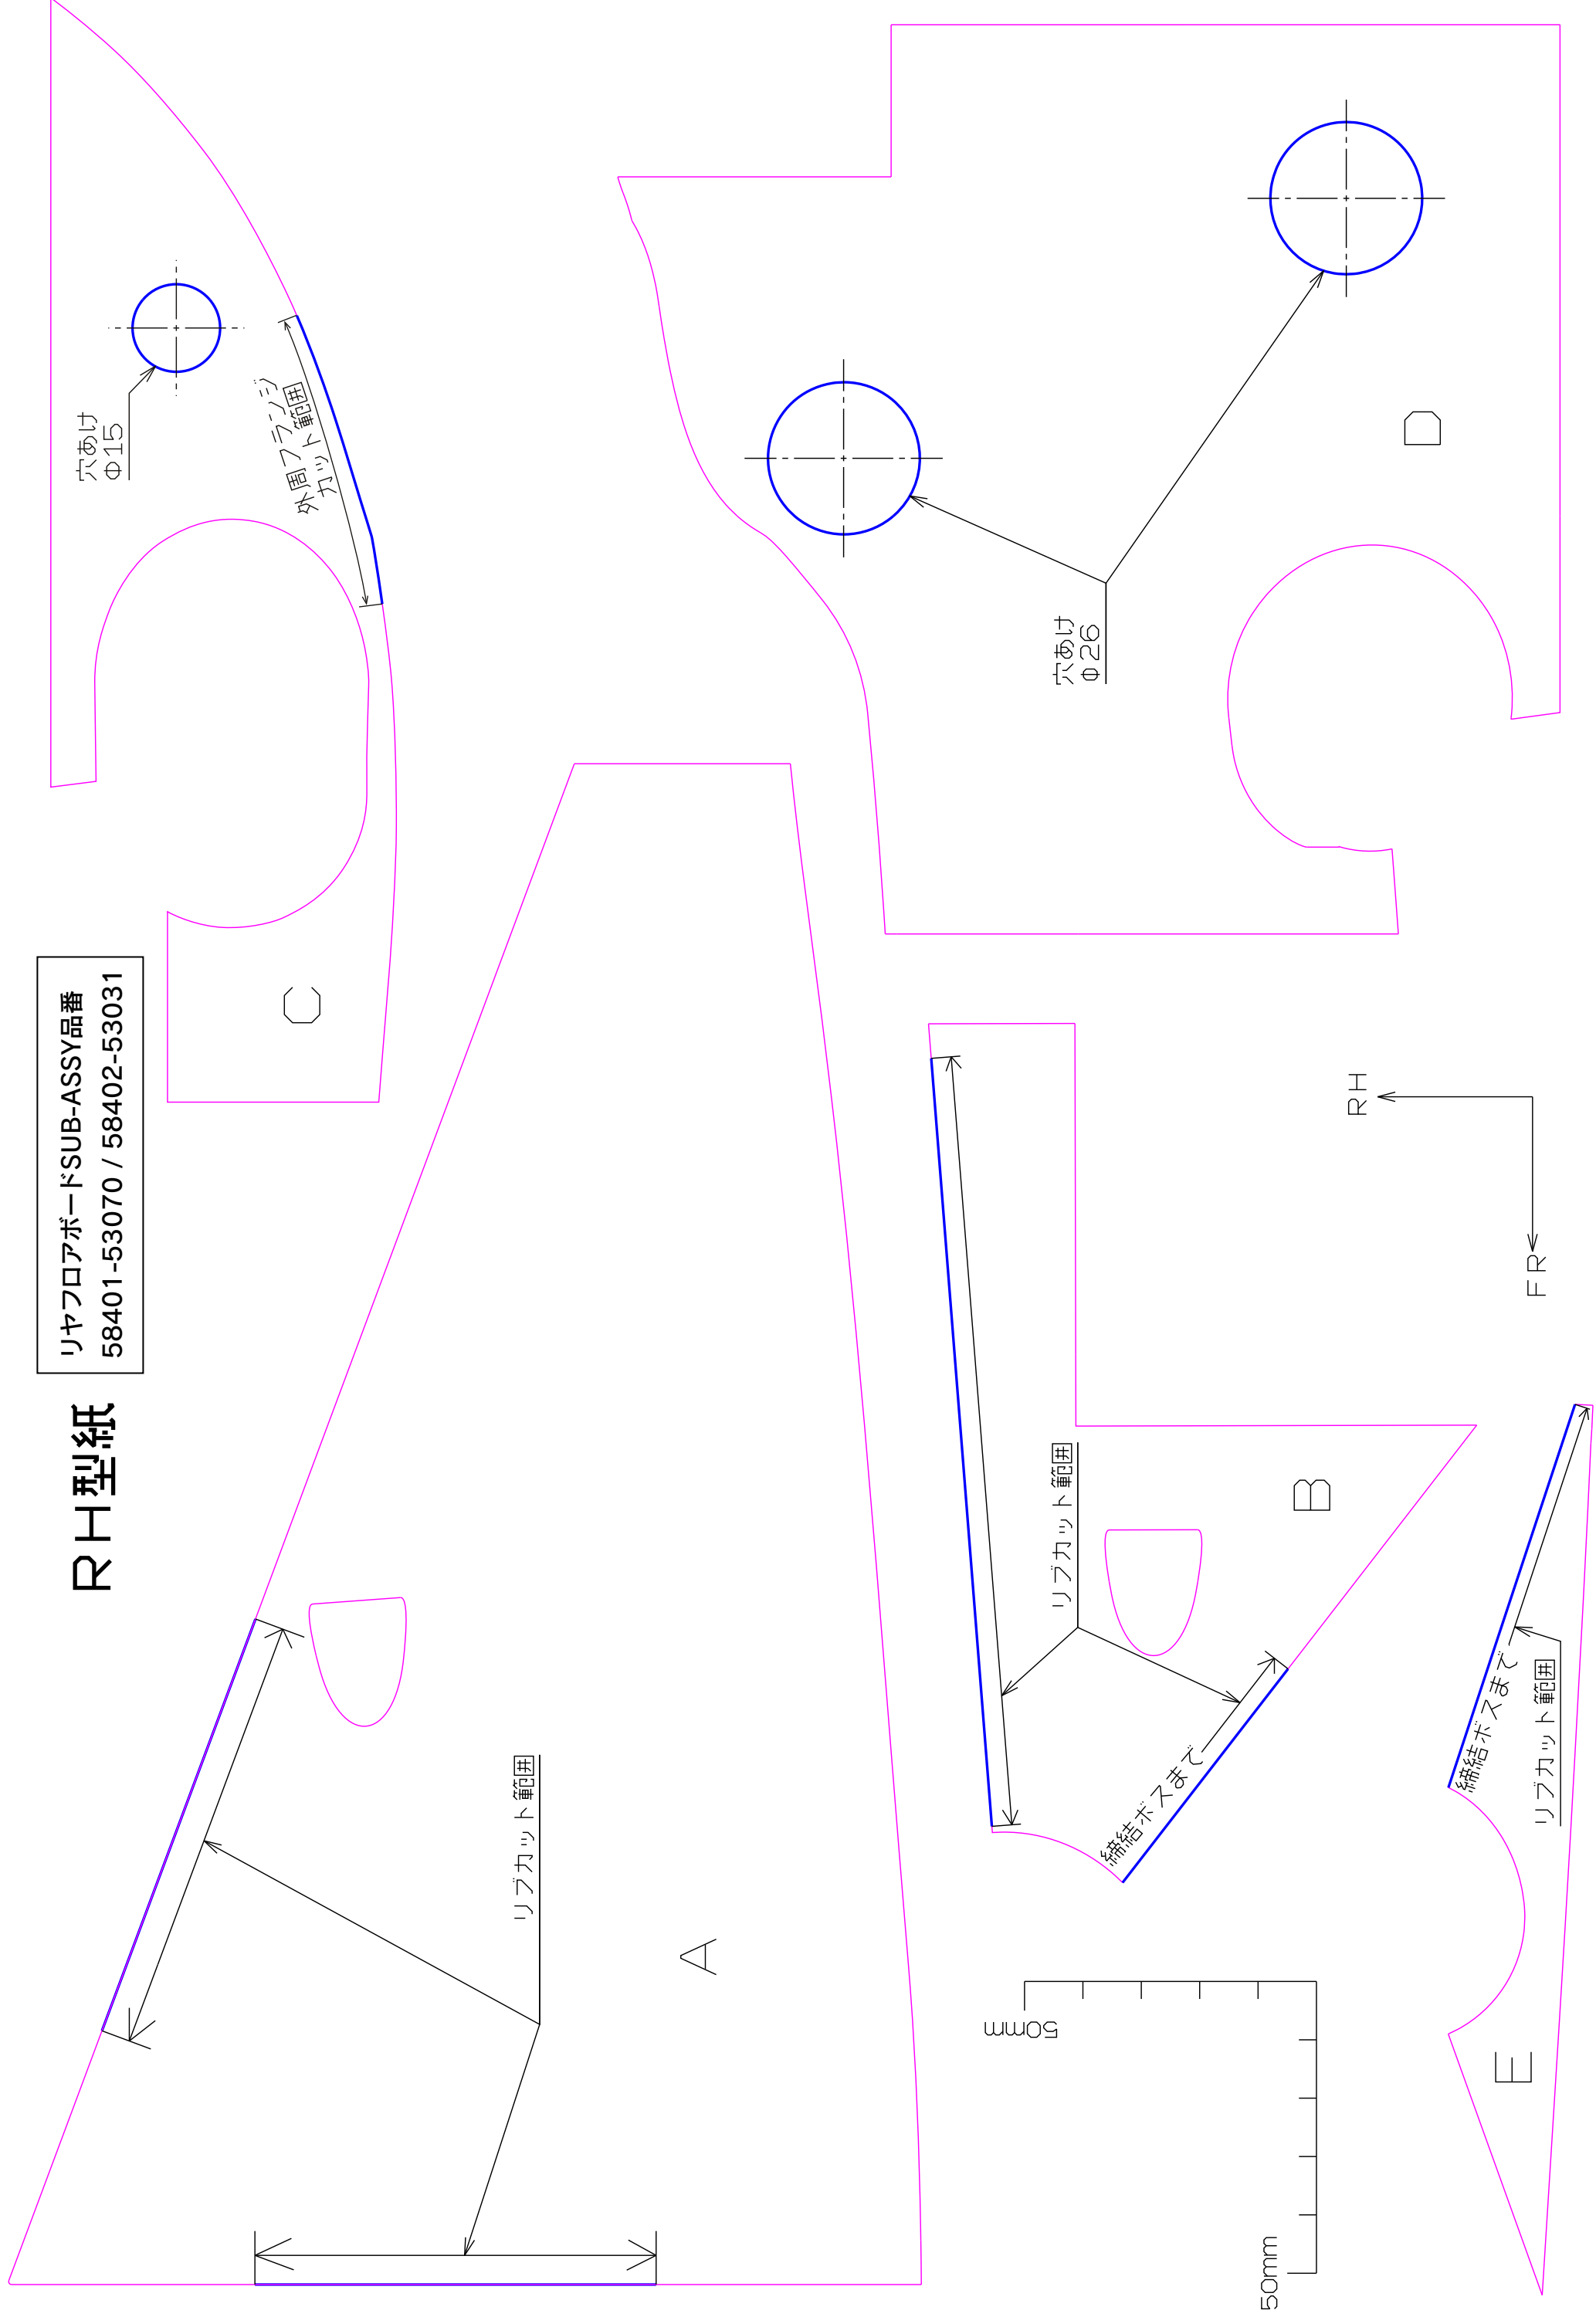 RH型紙
リヤフロアボードSUB-ASSY品番
58401-53070 / 58402-53031
穴あけ
Φ15
外周フランジ
カット範囲
C
穴あけ
Φ26
D
リブカット範囲
A
リブカット範囲
締結ボスまで
B
RH
FR
締結ボスまで
リブカット範囲
E
50mm
50mm